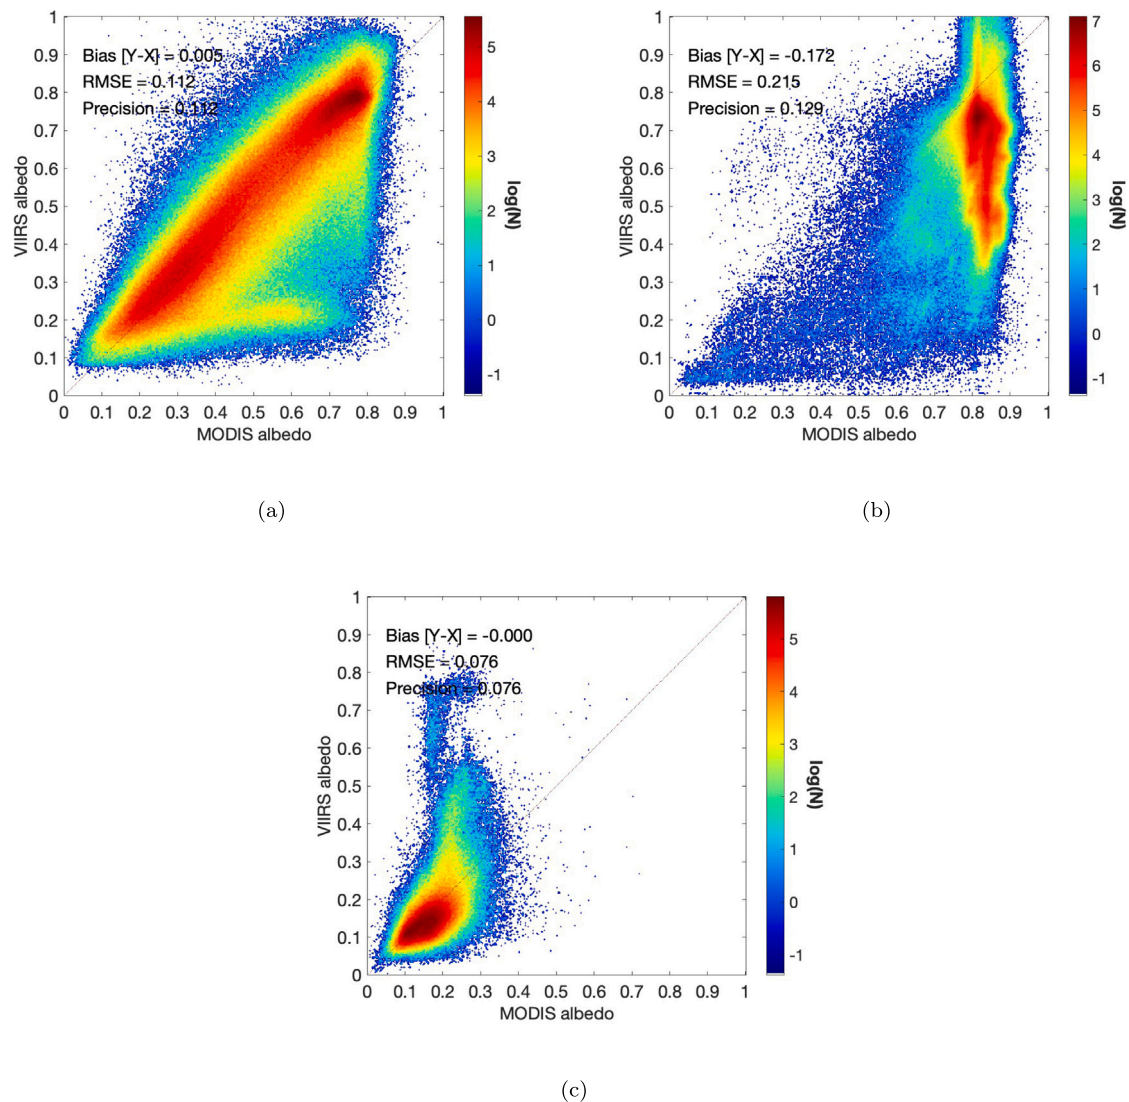 Bias [Y-X] = 0.005
RMSE = 0.112
Precision = 0.112
1
0.9
0.8
0.7
0.6
0.5
0.4
0.3
0.2
0.1
0
VIIRS albedo
0 0.1 0.2 0.3 0.4 0.5 0.6 0.7 0.8 0.9 1
MODIS albedo
5
4
3
2
1
0
-1
log(N)
(a)
Bias [Y-X] = -0.172
RMSE = 0.215
Precision = 0.129
1
0.9
0.8
0.7
0.6
0.5
0.4
0.3
0.2
0.1
0
VIIRS albedo
0 0.1 0.2 0.3 0.4 0.5 0.6 0.7 0.8 0.9 1
MODIS albedo
7
6
5
4
3
2
1
0
-1
log(N)
(b)
Bias [Y-X] = -0.000
RMSE = 0.076
Precision = 0.076
1
0.9
0.8
0.7
0.6
0.5
0.4
0.3
0.2
0.1
0
VIIRS albedo
0 0.1 0.2 0.3 0.4 0.5 0.6 0.7 0.8 0.9 1
MODIS albedo
5
4
3
2
1
0
-1
log(N)
(c)